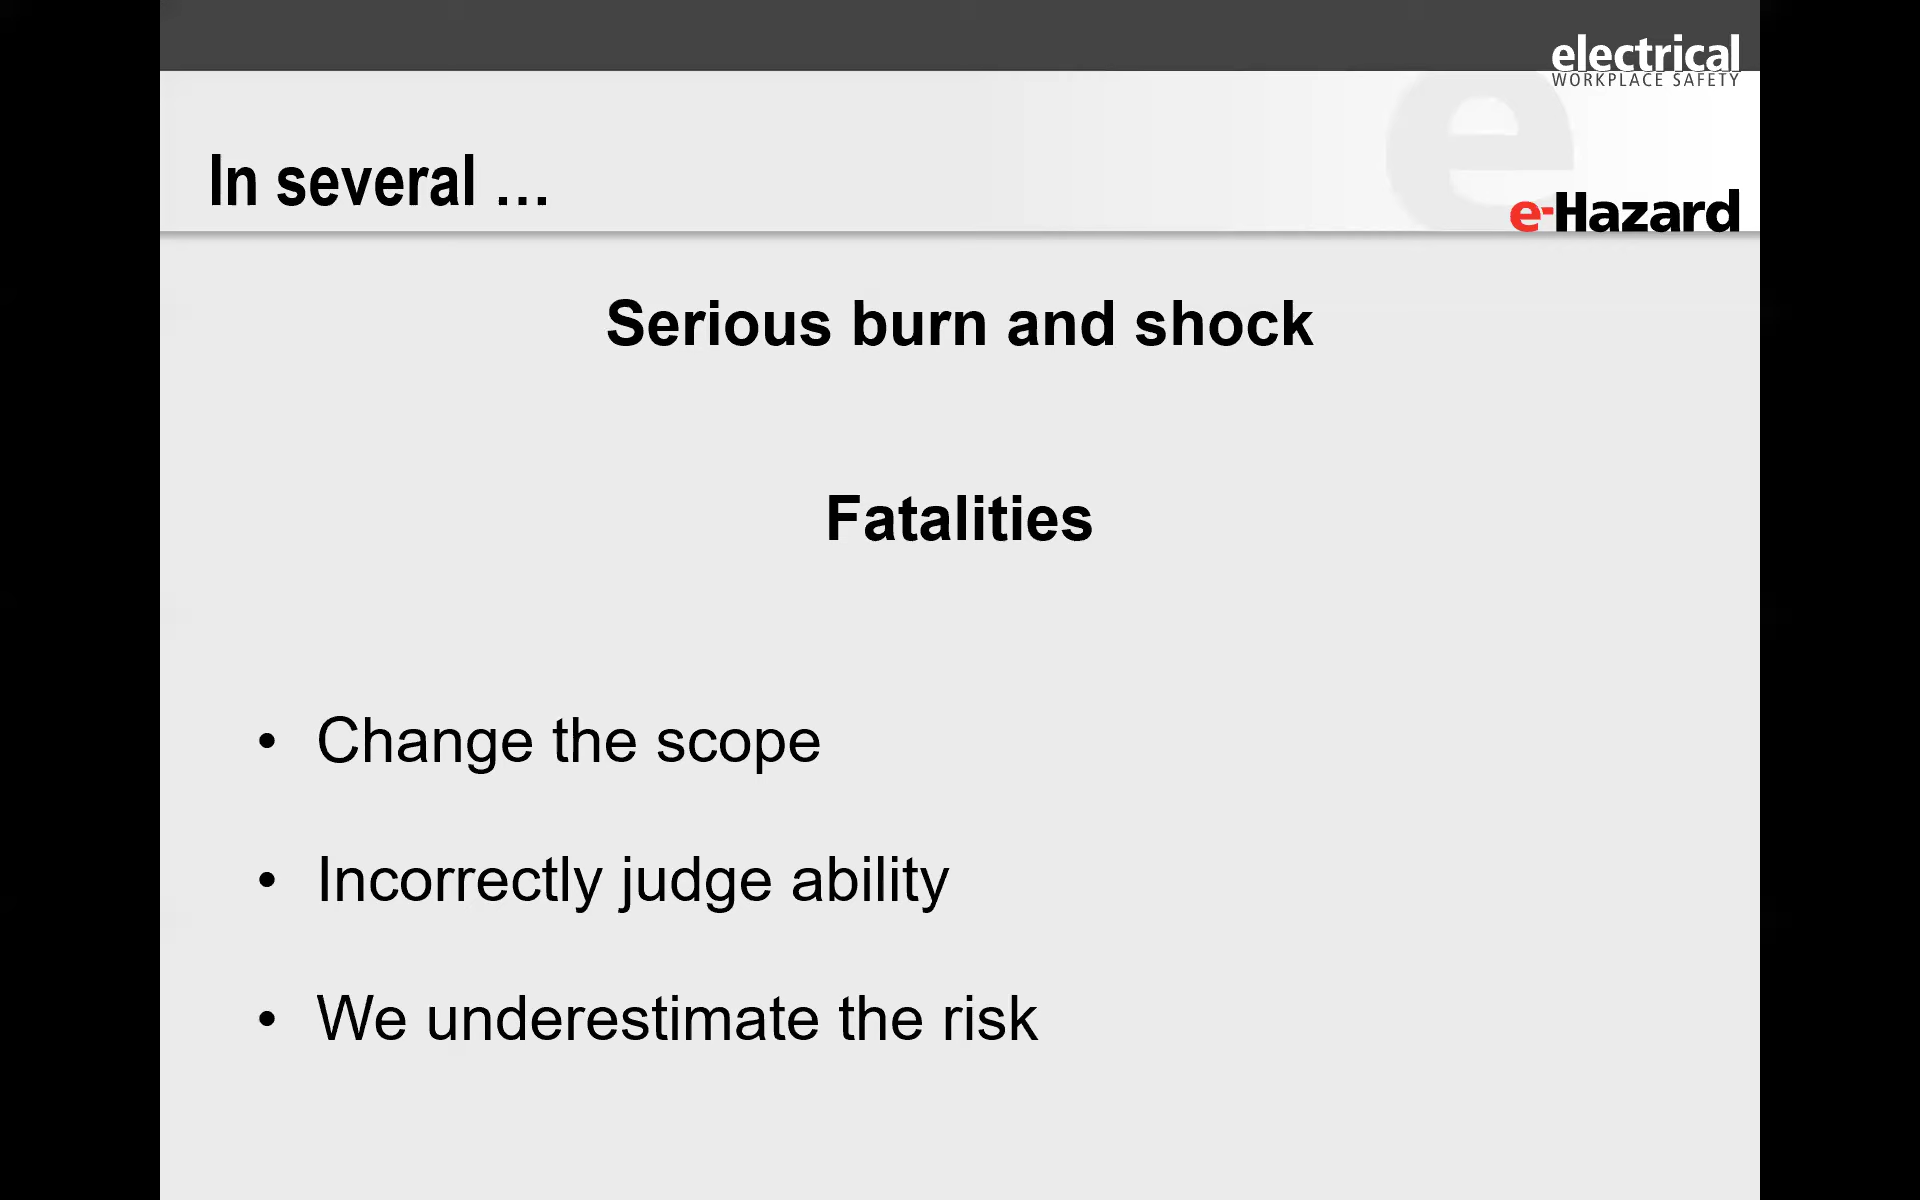 electrical
WORKPLACE SAFETY
In several ...
e-Hazard
Serious burn and shock
Fatalities
• Change the scope
• Incorrectly judge ability
• We underestimate the risk